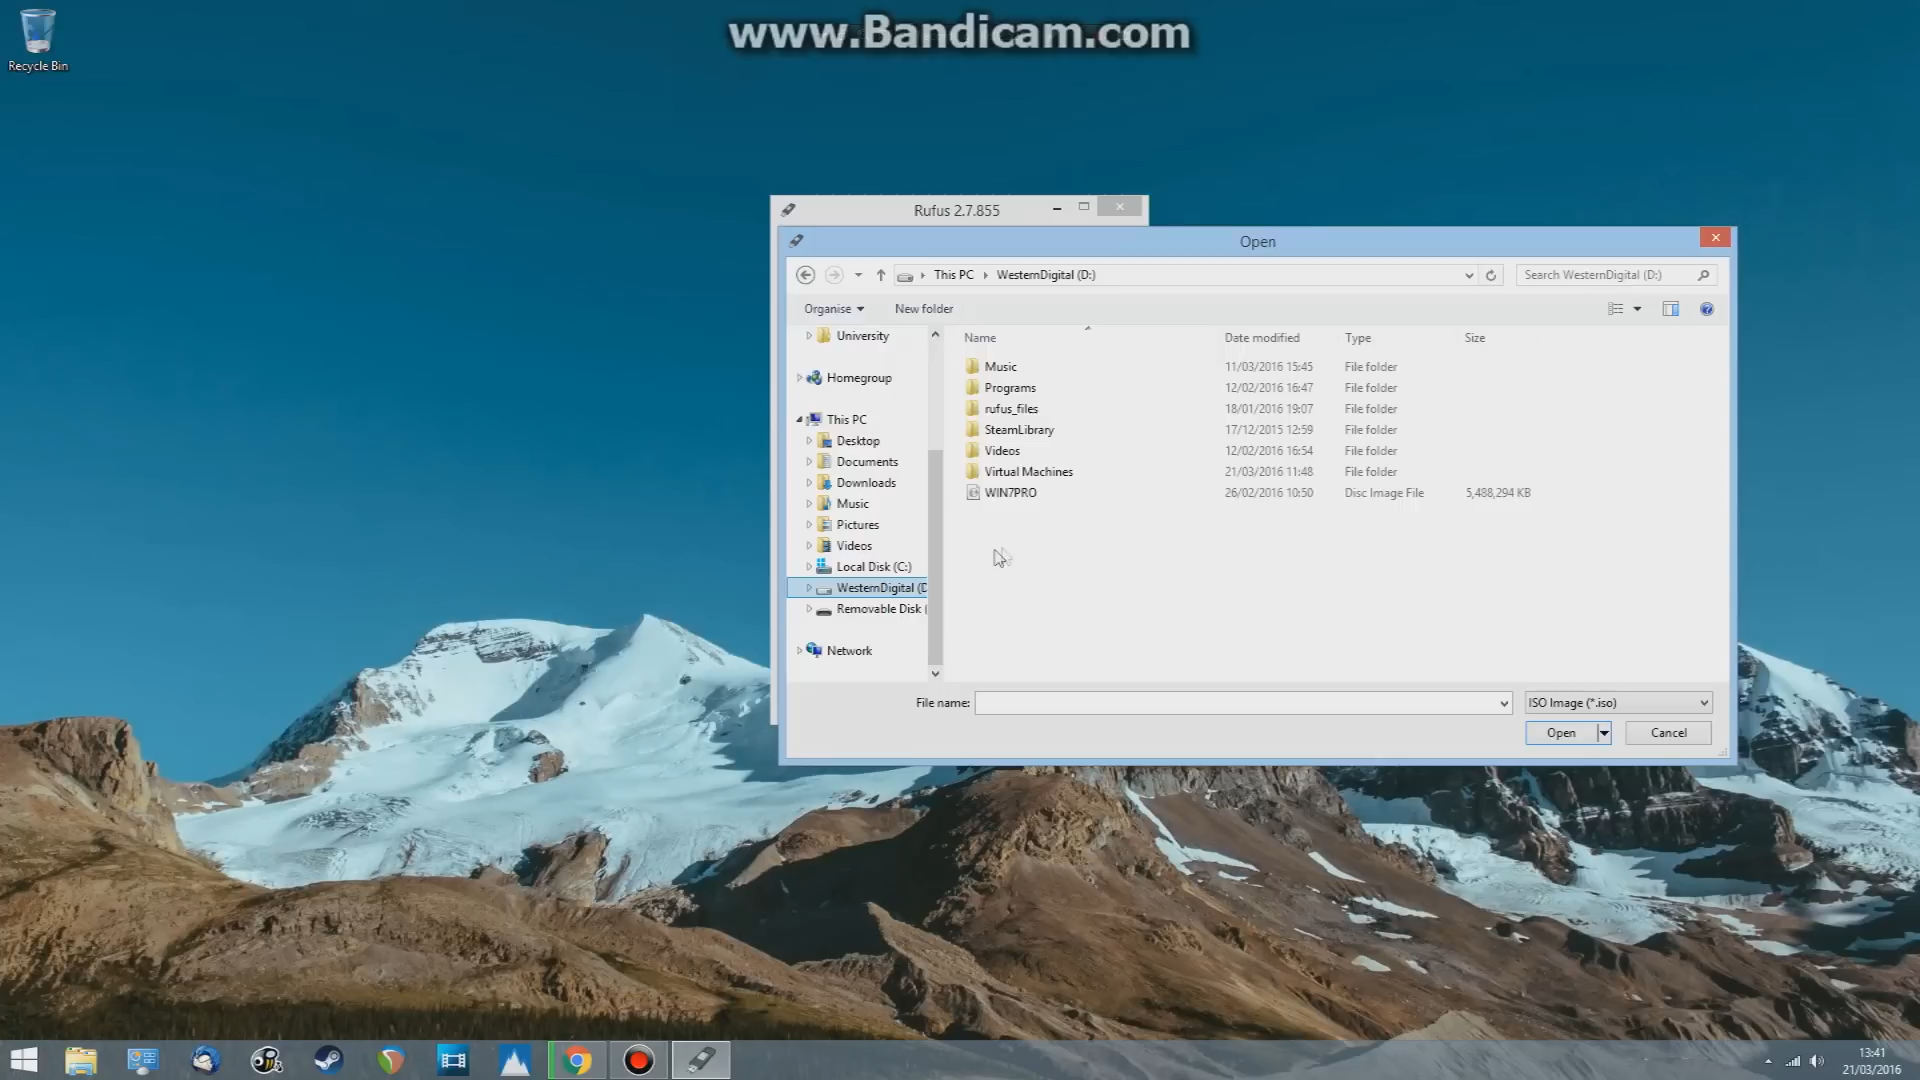 www.Bandicam.com
Recycle Bin
Rufus 2.7.855
Open
This PC WesternDigital (D:)
Search WesternDigital (D:)
Organise New folder
Name Date modified Type Size
University
Homegroup
This PC
Desktop
Documents
Downloads
Music
Pictures
Videos
Local Disk (C:)
WesternDigital (D
Removable Disk (
Network
Music 11/03/2016 15:45 File folder
Programs 12/02/2016 16:47 File folder
rufus_files 18/01/2016 19:07 File folder
SteamLibrary 17/12/2015 12:59 File folder
Videos 12/02/2016 16:54 File folder
Virtual Machines 21/03/2016 11:48 File folder
WIN7PRO 26/02/2016 10:50 Disc Image File 5,488,294 KB
File name: ISO Image (*.iso)
Open Cancel
13:41
21/03/2016